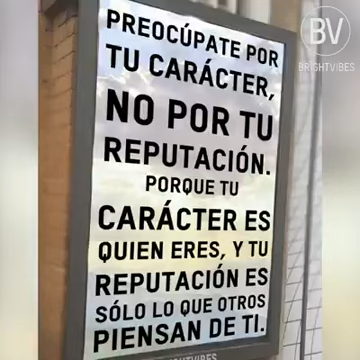 BV
BRIGHTVIBES
PREOCÚPATE POR
TU CARÁCTER,
NO POR TU
REPUTACIÓN.
PORQUE TU
CARÁCTER ES
QUIEN ERES, Y TU
REPUTACIÓN ES
SÓLO LO QUE OTROS
PIENSAN DE TI.
BRIGHTVIBES